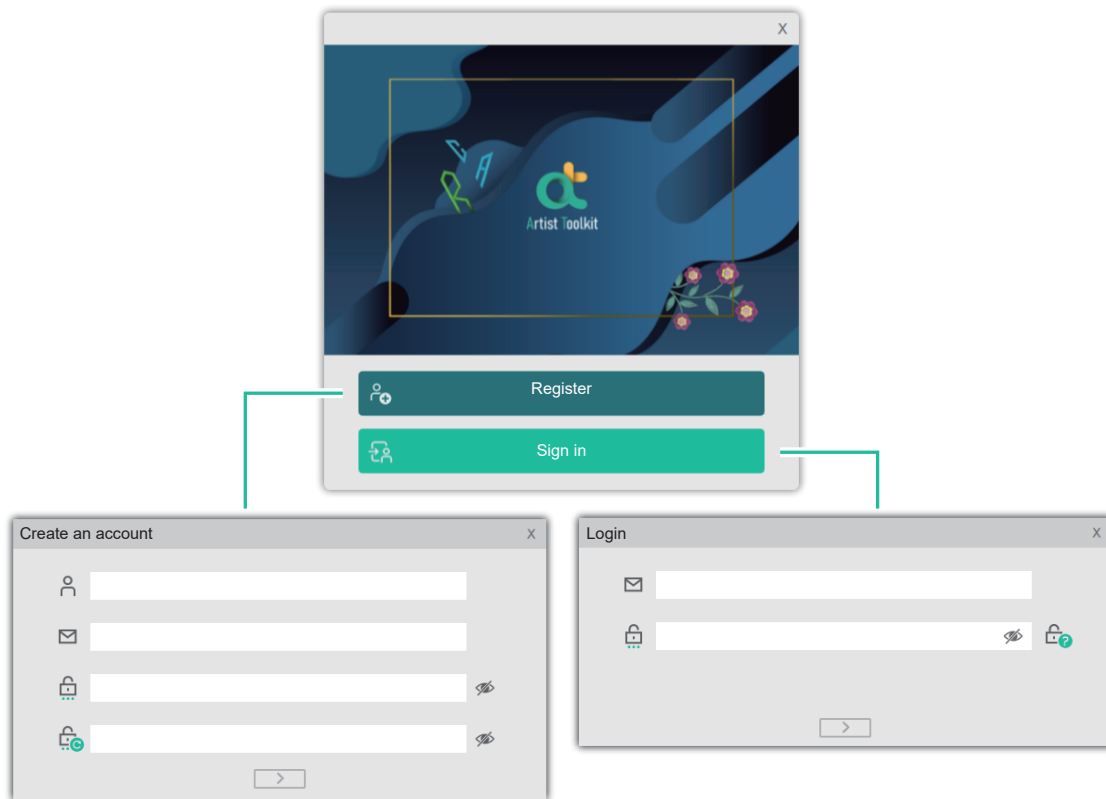 X
Artist Toolkit
Register
Sign in
Create an account
X
Login
X